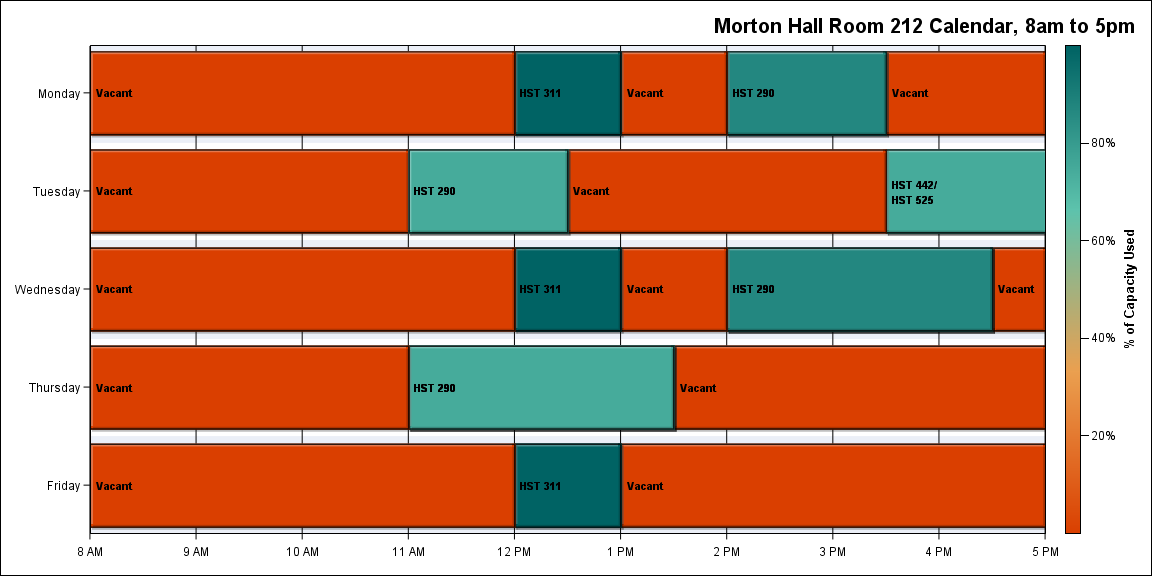 Morton Hall Room 212 Calendar, 8am to 5pm
Monday
Vacant
HST 311
Vacant
HST 290
Vacant
Tuesday
Vacant
HST 290
Vacant
HST 442/
HST 525
Wednesday
Vacant
HST 311
Vacant
HST 290
Vacant
Thursday
Vacant
HST 290
Vacant
Friday
Vacant
HST 311
Vacant
8 AM
9 AM
10 AM
11 AM
12 PM
1 PM
2 PM
3 PM
4 PM
5 PM
80%
60%
40%
20%
% of Capacity Used